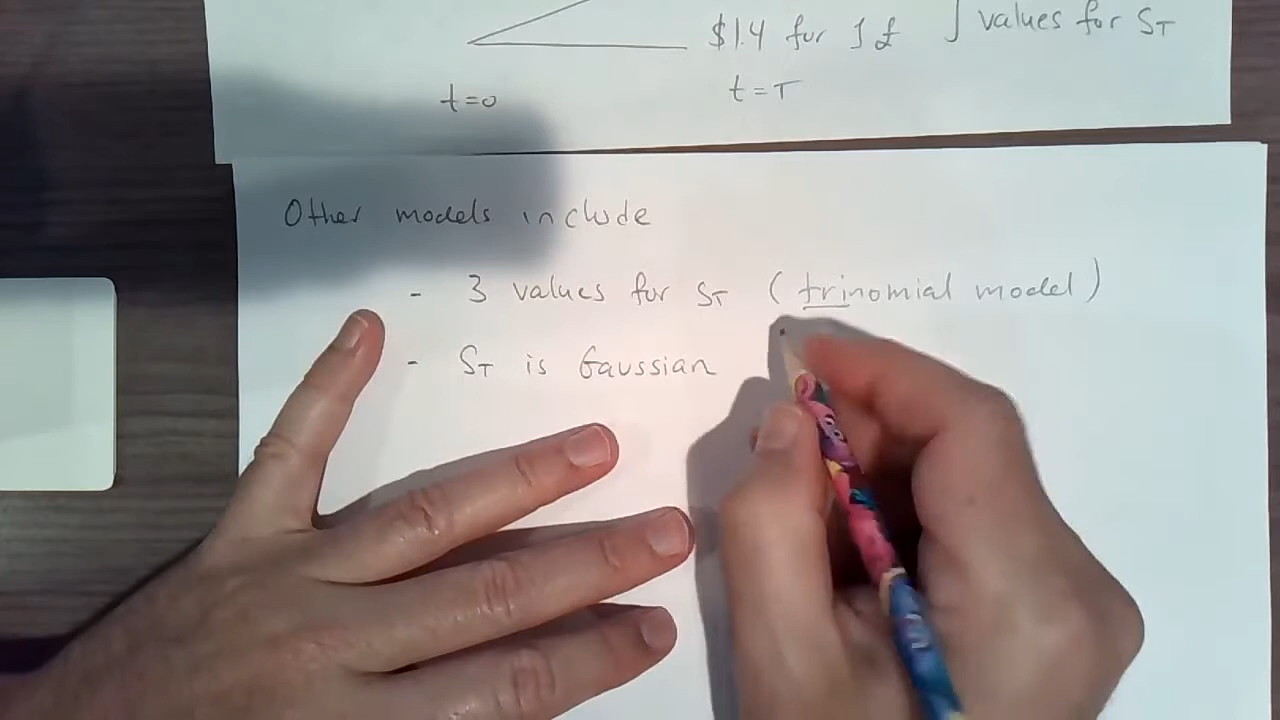 $1.4 for 1 £ } values for ST
t=0 t=T
Other models include
- 3 values for ST (trinomial model)
- ST is Gaussian